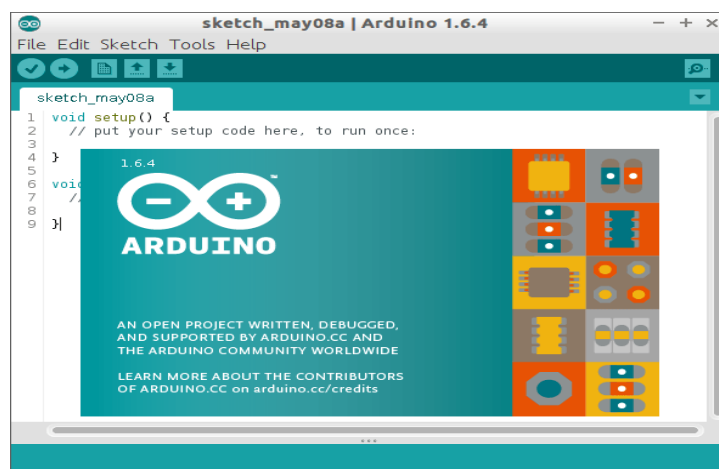 sketch_may08a | Arduino 1.6.4
File Edit Sketch Tools Help
sketch_may08a
1 void setup() {
2 // put your setup code here, to run once:
3
4 }
5
6 void
7 //
8
9 }
1.6.4
ARDUINO
™
AN OPEN PROJECT WRITTEN, DEBUGGED,
AND SUPPORTED BY ARDUINO.CC AND
THE ARDUINO COMMUNITY WORLDWIDE
LEARN MORE ABOUT THE CONTRIBUTORS
OF ARDUINO.CC on arduino.cc/credits